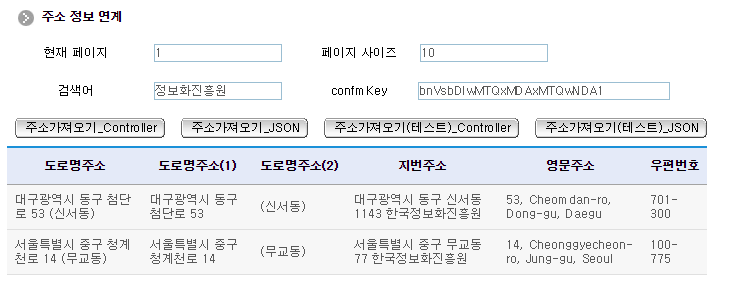 주소 정보 연계
현재 페이지 1 페이지 사이즈 10
검색어 정보화진흥원 confmKey bnVsbDIwMTQxMDAxMTQwNDA1
주소가져오기_Controller 주소가져오기_JSON 주소가져오기(테스트)_Controller 주소가져오기(테스트)_JSON
도로명주소 도로명주소(1) 도로명주소(2) 지번주소 영문주소 우편번호
대구광역시 동구 첨단 대구광역시 동구 (신서동) 대구광역시 동구 신서동 53, Cheomdan-ro, 701-
로 53 (신서동) 첨단로 53 1143 한국정보화진흥원 Dong-gu, Daegu 300
서울특별시 중구 청계 서울특별시 중구 (무교동) 서울특별시 중구 무교동 14, Cheonggyecheon- 100-
천로 14 (무교동) 청계천로 14 77 한국정보화진흥원 ro, Jung-gu, Seoul 775